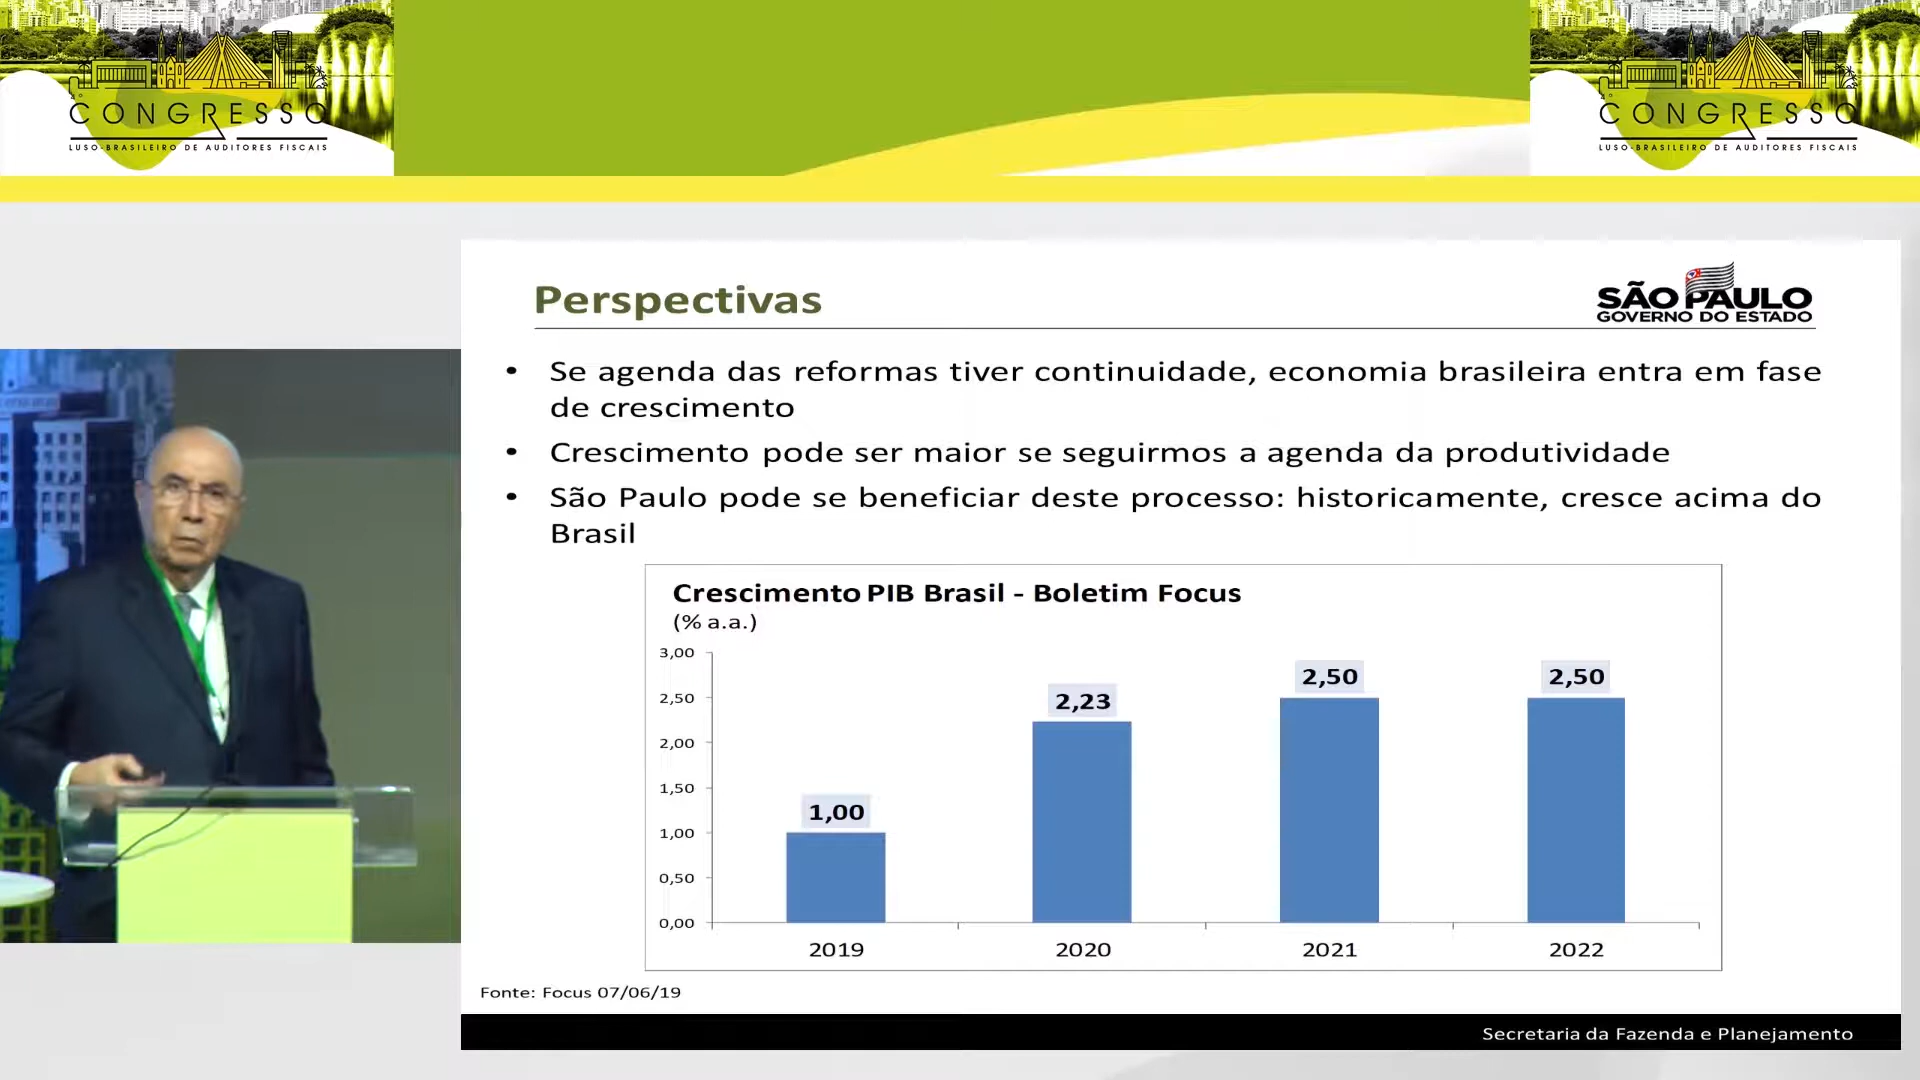 CONGRESSO
LUSO-BRASILEIRO DE AUDITORES FISCAIS
CONGRESSO
LUSO-BRASILEIRO DE AUDITORES FISCAIS
Perspectivas
SÃO PAULO
GOVERNO DO ESTADO
• Se agenda das reformas tiver continuidade, economia brasileira entra em fase
de crescimento
• Crescimento pode ser maior se seguirmos a agenda da produtividade
• São Paulo pode se beneficiar deste processo: historicamente, cresce acima do
Brasil
Crescimento PIB Brasil - Boletim Focus
(% a.a.)
3,00
2,50
2,00
1,50
1,00
0,50
0,00
1,00
2,23
2,50
2,50
2019
2020
2021
2022
Fonte: Focus 07/06/19
Secretaria da Fazenda e Planejamento